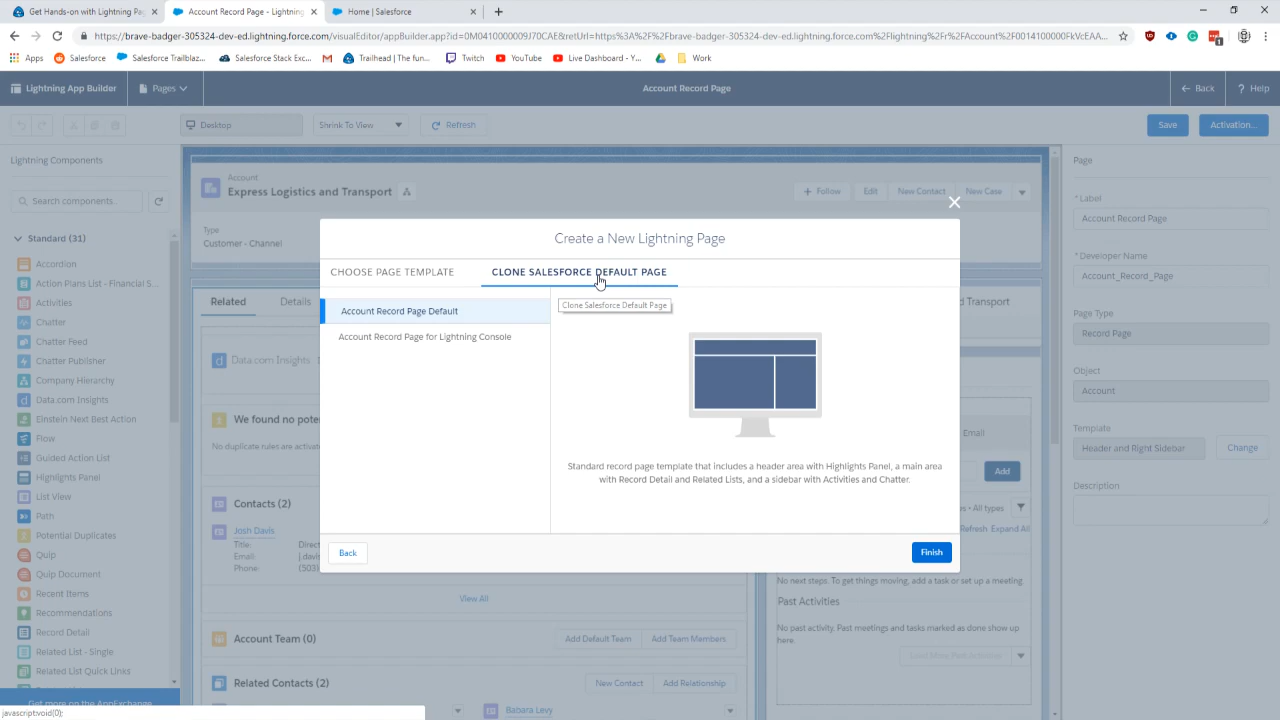 Get Hands-on with Lightning Pag
Account Record Page - Lightning
Home | Salesforce
https://brave-badger-305324-dev-ed.lightning.force.com/visualEditor/appBuilder.app?id=0M0410000009J70CAE&retUrl=https%3A%2F%2Fbrave-badger-305324-dev-ed.lightning.force.com%2Flightning%2Fr%2FAccount%2F0014100000FkVcEAA...
Apps
Salesforce
Salesforce Trailblaz...
Salesforce Stack Exc...
Trailhead | The fun...
Twitch
YouTube
Live Dashboard - Y...
Work
Lightning App Builder
Pages
Account Record Page
Back
? Help
Desktop
Shrink To View
Refresh
Save
Activation...
Lightning Components
Search components...
Standard (31)
Accordion
Action Plans List - Financial S...
Activities
Chatter
Chatter Feed
Chatter Publisher
Company Hierarchy
Data.com Insights
Einstein Next Best Action
Flow
Guided Action List
Highlights Panel
List View
Path
Potential Duplicates
Quip
Quip Document
Recent Items
Recommendations
Record Detail
Related List - Single
Related List Quick Links
Get more on the AppExchange
javascript:void(0);
Account
Express Logistics and Transport
+ Follow
Edit
New Contact
New Case
Type
Customer - Channel
Related
Details
d Data.com Insights
We found no pote
No duplicate rules are activat
Contacts (2)
Josh Davis
Title:
Direct
Email:
j.davis
Phone:
(503)
View All
Account Team (0)
Add Default Team
Add Team Members
Related Contacts (2)
New Contact
Add Relationship
Babara Levy
d Transport
Email
Add
s • All types
Refresh
Expand All
No next steps. To get things moving, add a task or set up a meeting.
Past Activities
No past activity. Past meetings and tasks marked as done show up
here.
Load More Past Activities
Create a New Lightning Page
CHOOSE PAGE TEMPLATE
CLONE SALESFORCE DEFAULT PAGE
Clone Salesforce Default Page
Account Record Page Default
Account Record Page for Lightning Console
Standard record page template that includes a header area with Highlights Panel, a main area
with Record Detail and Related Lists, and a sidebar with Activities and Chatter.
Back
Finish
Page
* Label
Account Record Page
* Developer Name
Account_Record_Page
Page Type
Record Page
Object
Account
Template
Header and Right Sidebar
Change
Description